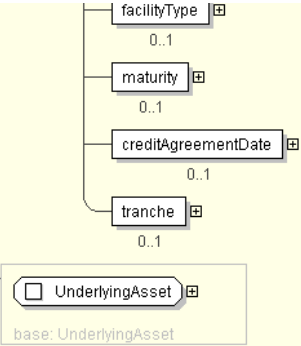 facilityType
0..1
maturity
0..1
creditAgreementDate
0..1
tranche
0..1
UnderlyingAsset
base: UnderlyingAsset